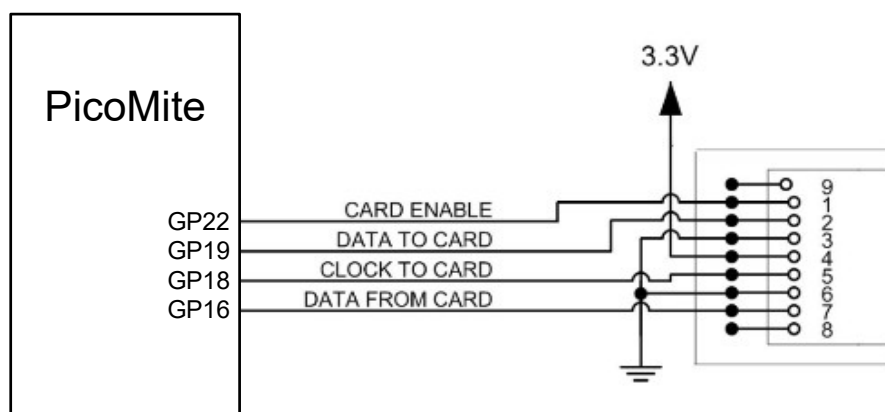 3.3V
PicoMite
9
1
GP22 CARD ENABLE
2
GP19 DATA TO CARD
3
4
GP18 CLOCK TO CARD
5
6
GP16 DATA FROM CARD
7
8